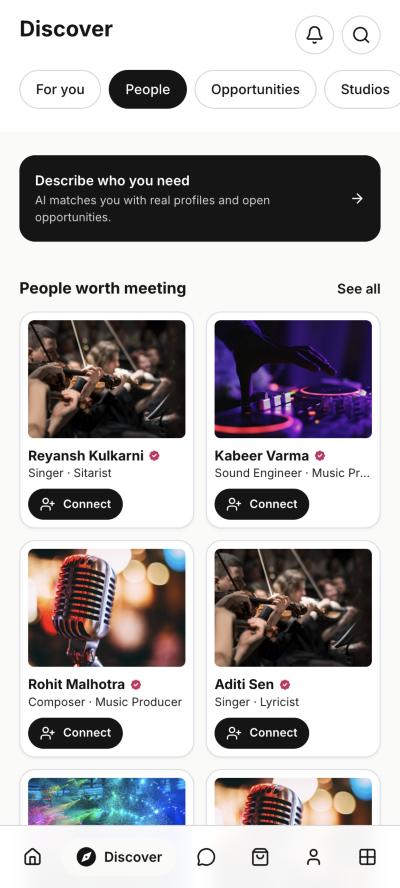 Discover
For you
People
Opportunities
Studios
Describe who you need
AI matches you with real profiles and open
opportunities.
People worth meeting
See all
Reyansh Kulkarni
Singer · Sitarist
Connect
Kabeer Varma
Sound Engineer · Music Pr...
Connect
Rohit Malhotra
Composer · Music Producer
Connect
Aditi Sen
Singer · Lyricist
Connect
Discover